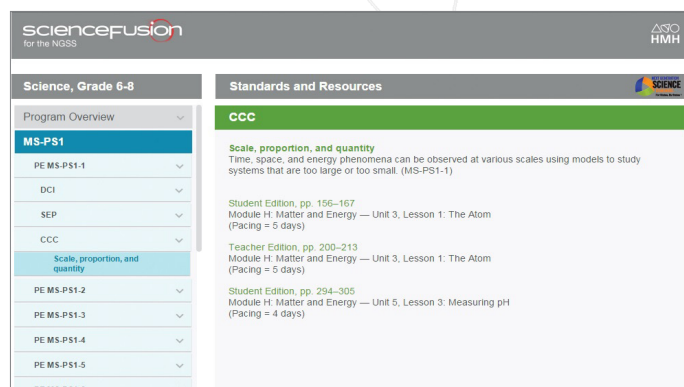 SCIENCEFUSION
for the NGSS
HMH
Science, Grade 6-8
Program Overview
MS-PS1
PE MS-PS1-1
DCI
SEP
CCC
Scale, proportion, and
quantity
PE MS-PS1-2
PE MS-PS1-3
PE MS-PS1-4
PE MS-PS1-5
Standards and Resources
SCIENCE
CCC
Scale, proportion, and quantity
Time, space, and energy phenomena can be observed at various scales using models to study
systems that are too large or too small. (MS-PS1-1)
Student Edition, pp. 156–167
Module H: Matter and Energy — Unit 3, Lesson 1: The Atom
(Pacing = 5 days)
Teacher Edition, pp. 200–213
Module H: Matter and Energy — Unit 3, Lesson 1: The Atom
(Pacing = 5 days)
Student Edition, pp. 294–305
Module H: Matter and Energy — Unit 5, Lesson 3: Measuring pH
(Pacing = 4 days)